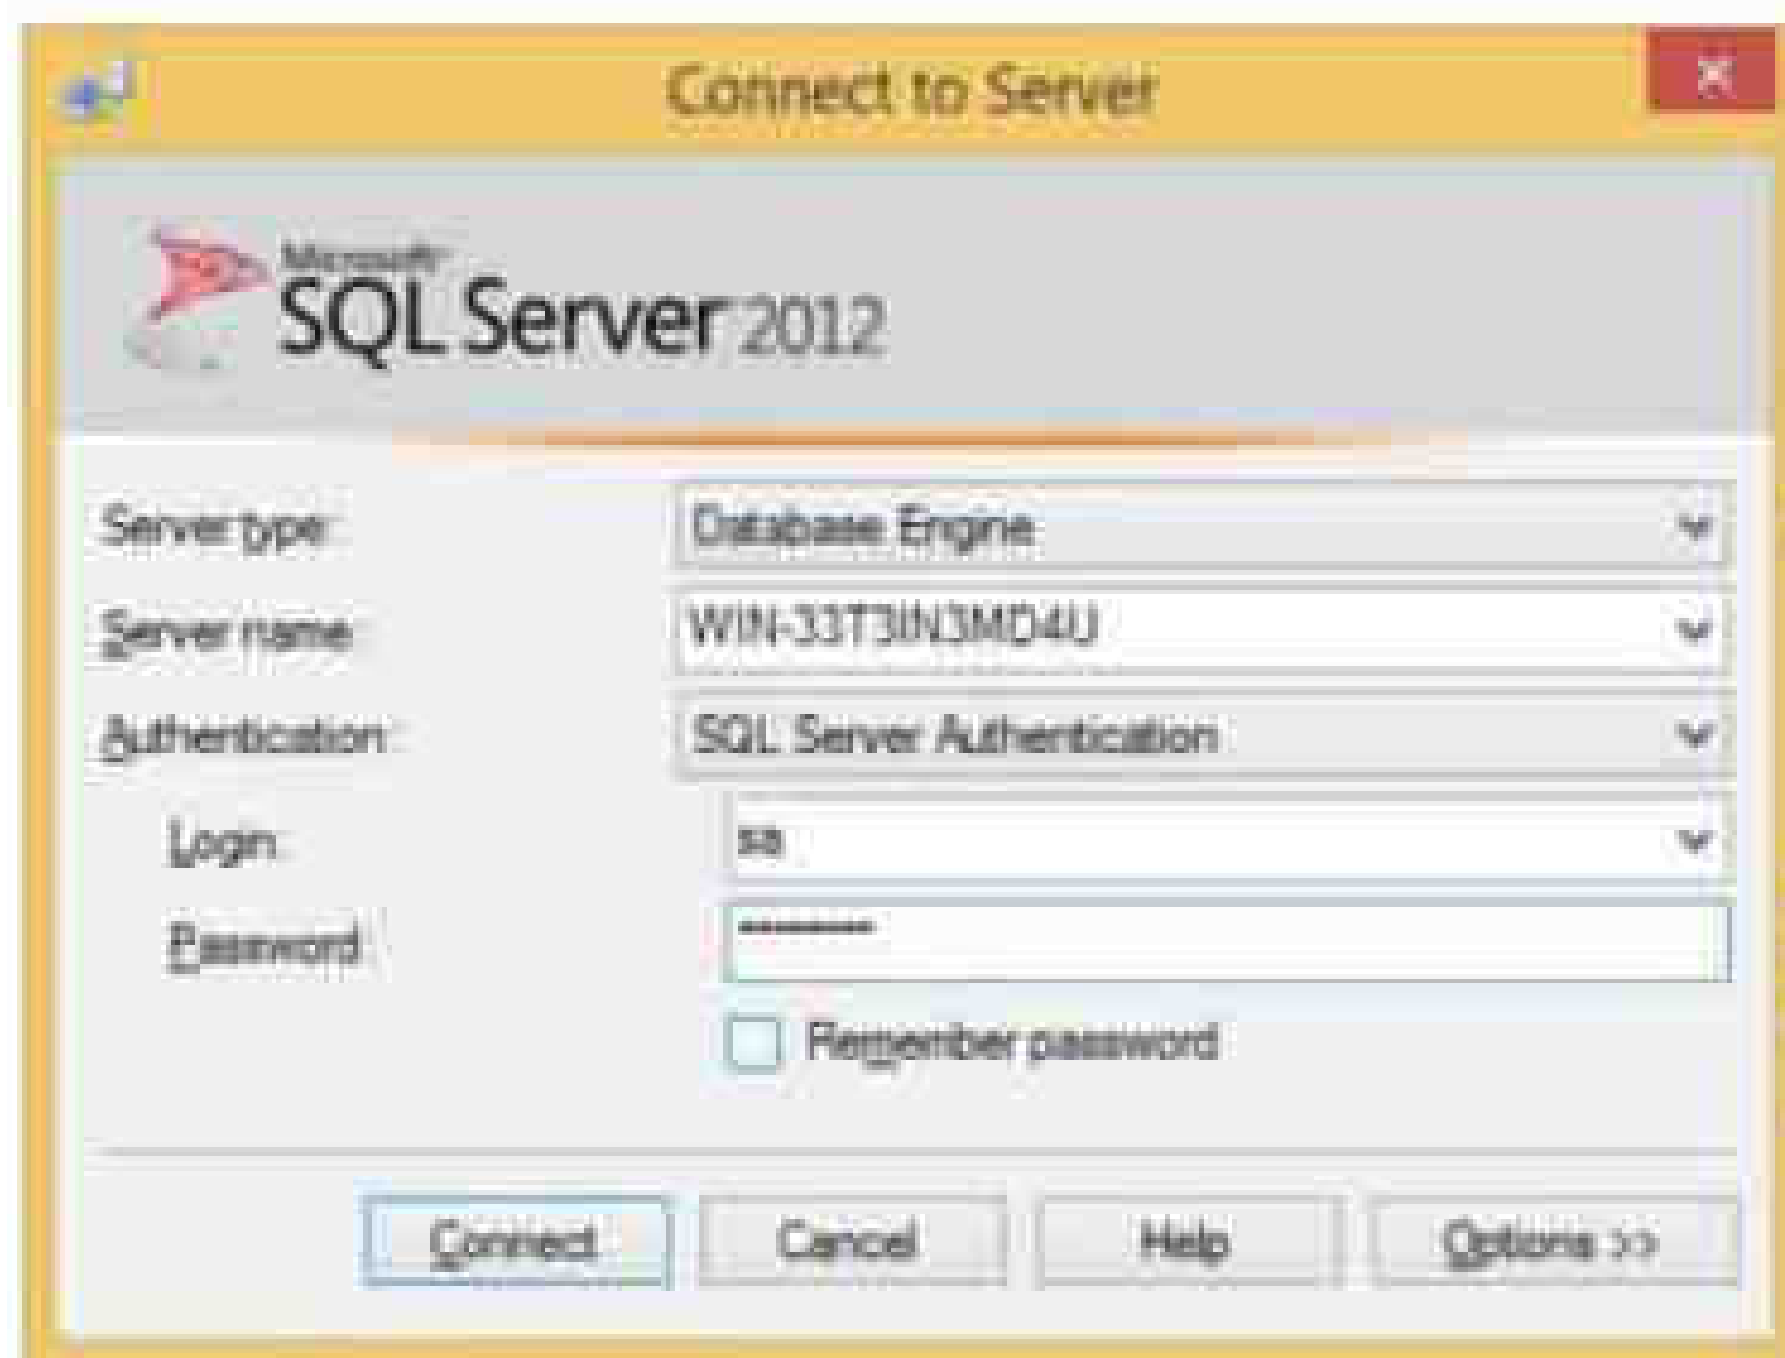 Connect to Server
Microsoft
SQL Server 2012
Server type:
Database Engine
Server name:
WIN-33T3IN3MD4U
Authentication:
SQL Server Authentication
Login:
sa
Password:
Remember password
Connect
Cancel
Help
Options >>